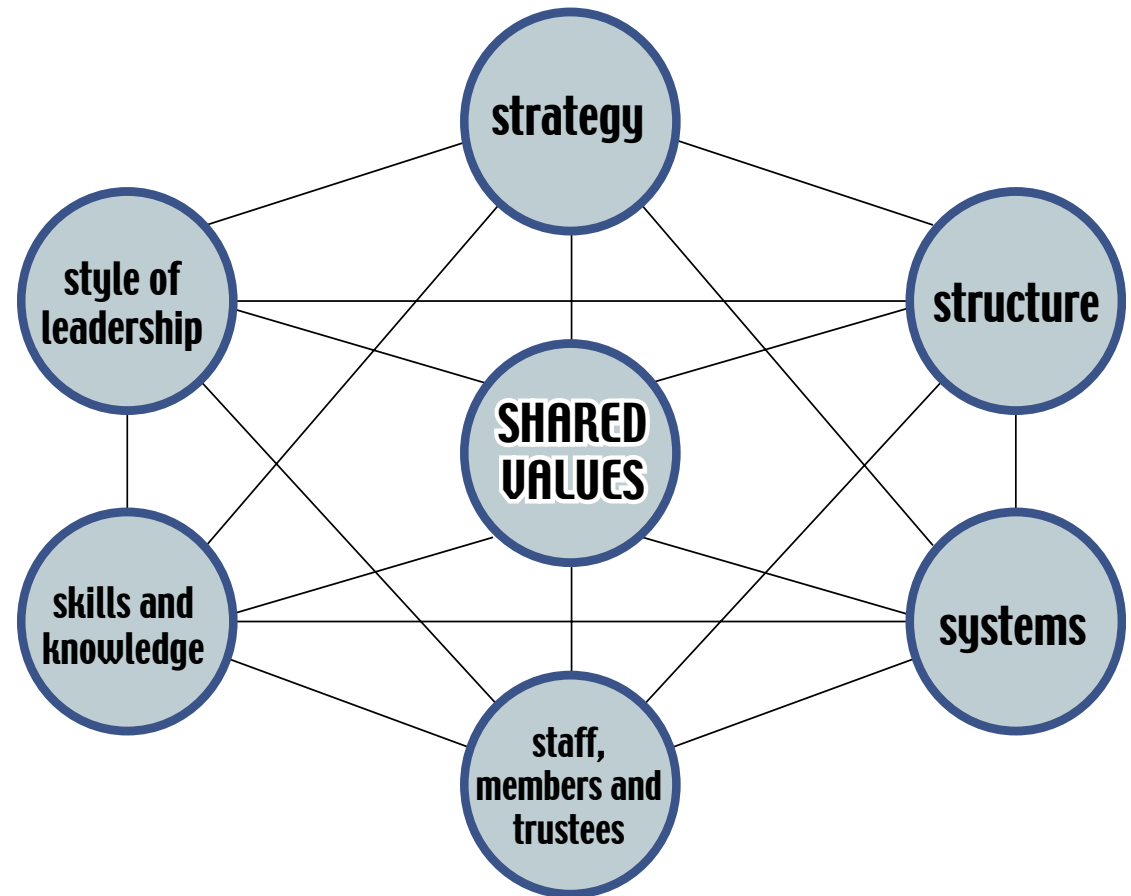 strategy
style of
leadership
structure
SHARED
VALUES
skills and
knowledge
systems
staff,
members and
trustees